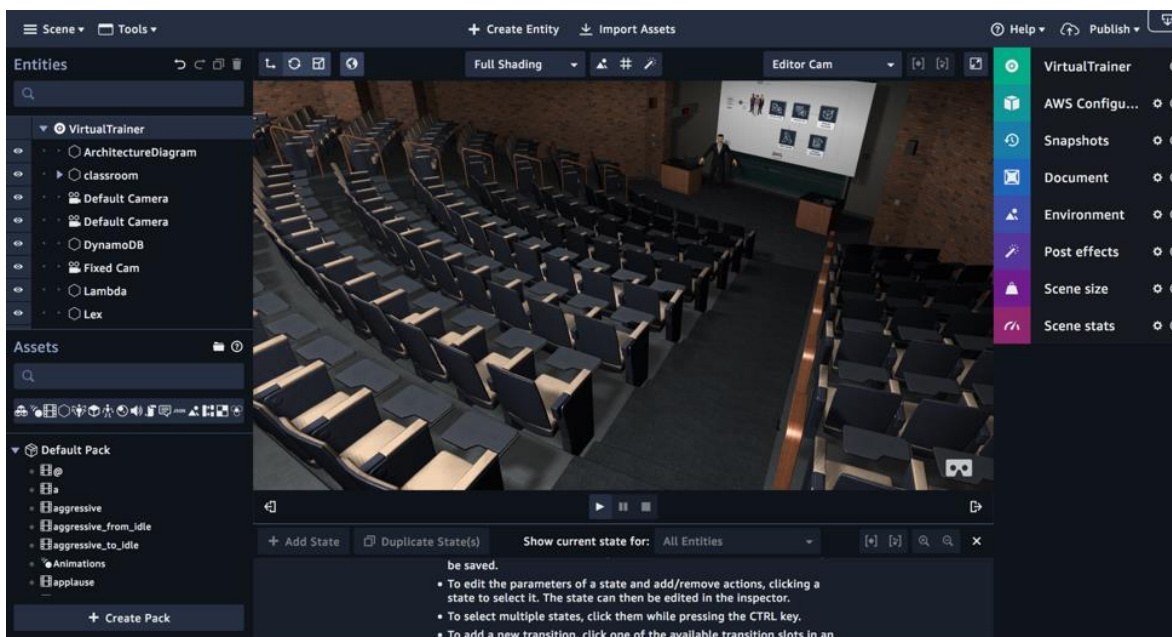 Scene
Tools
+ Create Entity
Import Assets
Help
Publish
Entities
VirtualTrainer
ArchitectureDiagram
classroom
Default Camera
Default Camera
DynamoDB
Fixed Cam
Lambda
Lex
Assets
Default Pack
@
a
aggressive
aggressive_from_idle
aggressive_to_idle
Animations
applause
+ Create Pack
Full Shading
Editor Cam
+ Add State
Duplicate State(s)
Show current state for:
All Entities
be saved.
• To edit the parameters of a state and add/remove actions, clicking a
state to select it. The state can then be edited in the inspector.
• To select multiple states, click them while pressing the CTRL key.
• To add a new transition, click one of the available transition slots in an
VirtualTrainer
AWS Configu...
Snapshots
Document
Environment
Post effects
Scene size
Scene stats